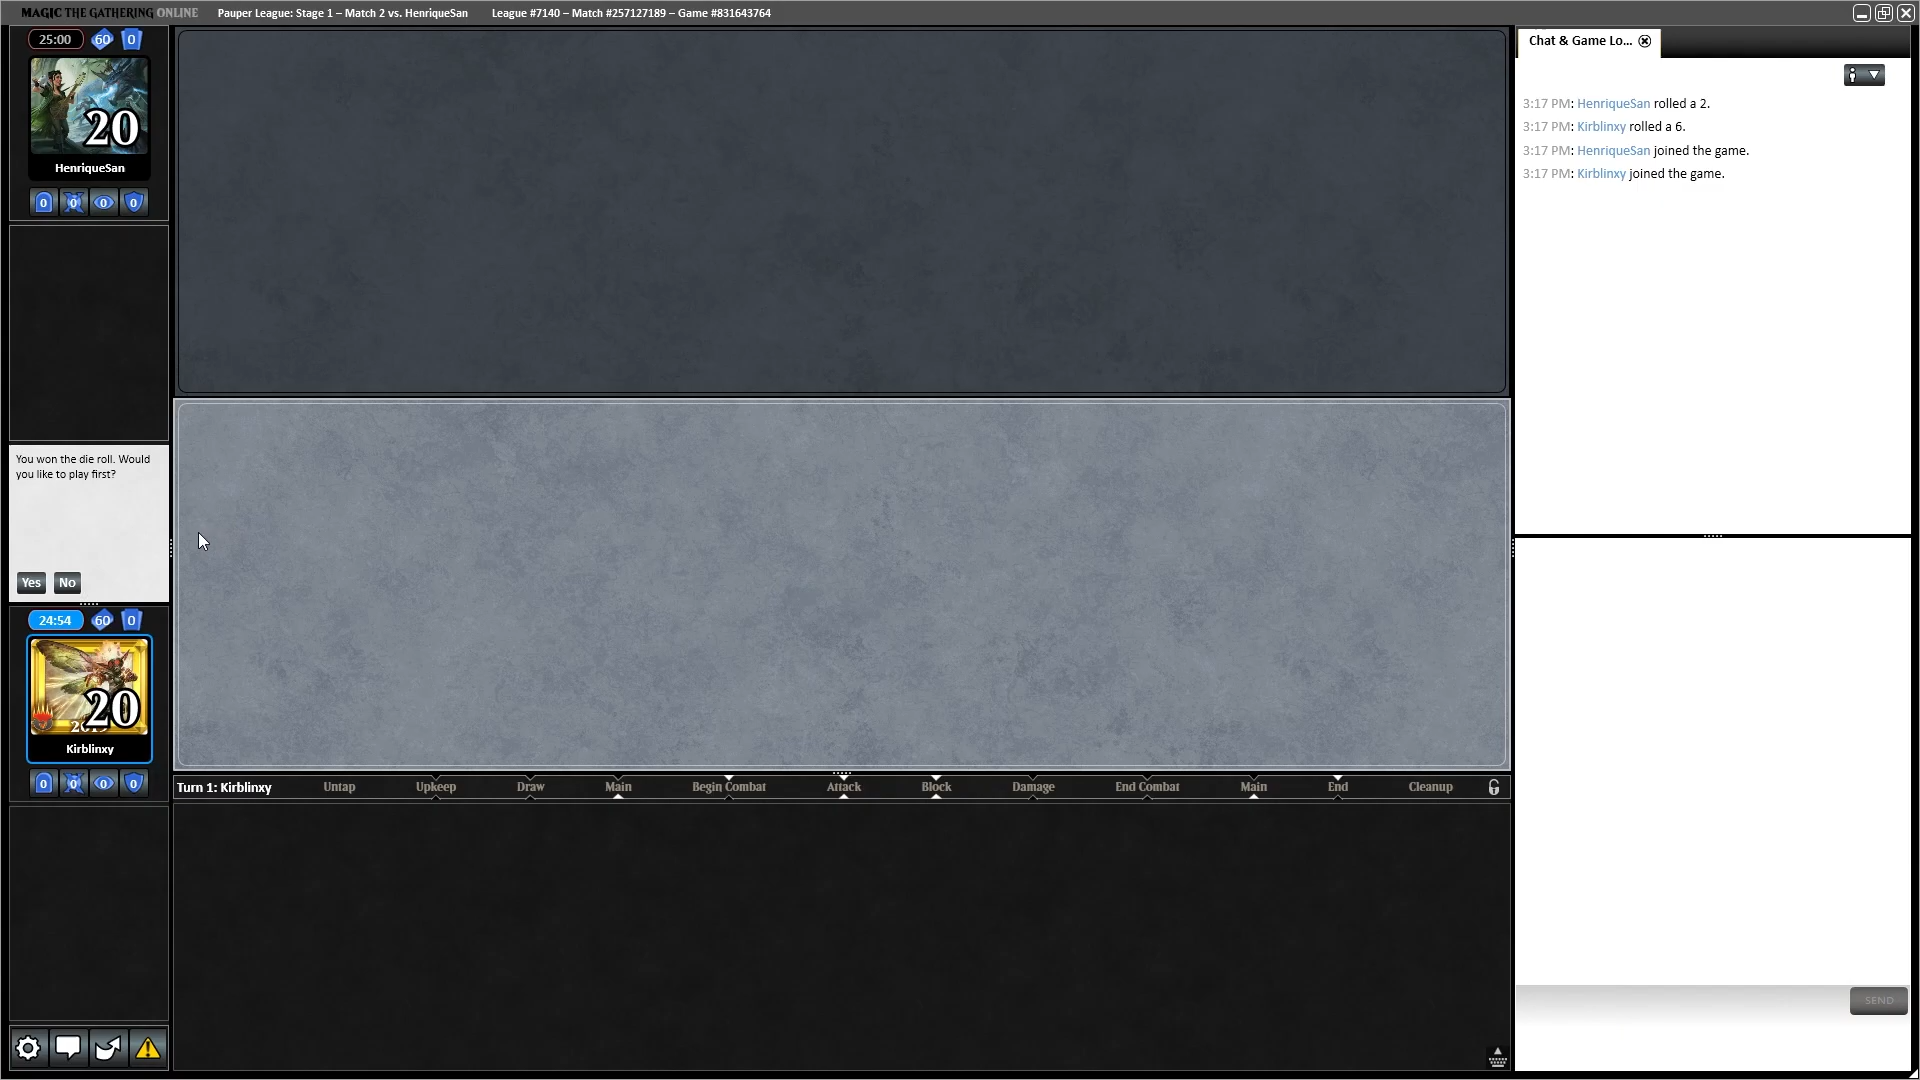 MAGIC THE GATHERING ONLINE Pauper League: Stage 1 – Match 2 vs. HenriqueSan League #7140 – Match #257127189 – Game #831643764
25:00 60 0
20
HenriqueSan
0 0 0 0
You won the die roll. Would
you like to play first?
Yes No
24:54 60 0
20
Kirblinxy
0 0 0 0
Turn 1: Kirblinxy Untap Upkeep Draw Main Begin Combat Attack Block Damage End Combat Main End Cleanup
Chat & Game Lo...
3:17 PM: HenriqueSan rolled a 2.
3:17 PM: Kirblinxy rolled a 6.
3:17 PM: HenriqueSan joined the game.
3:17 PM: Kirblinxy joined the game.
SEND